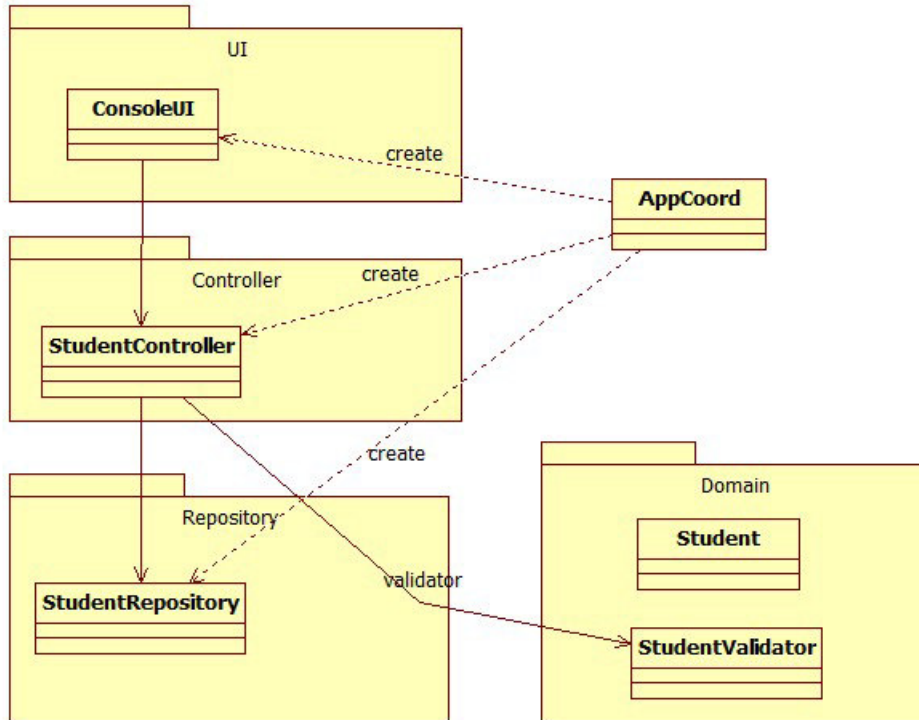 UI
ConsoleUI
create
AppCoord
Controller
create
StudentController
create
Domain
Repository
Student
validator
StudentRepository
StudentValidator